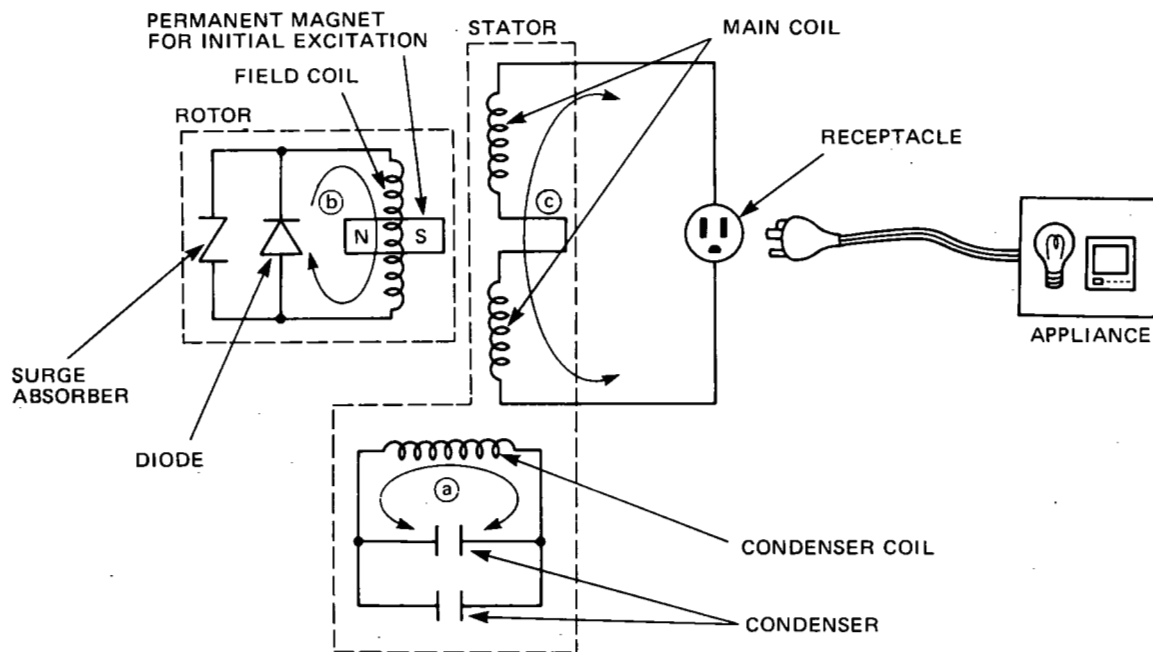 PERMANENT MAGNET
FOR INITIAL EXCITATION
STATOR
MAIN COIL
FIELD COIL
ROTOR
RECEPTACLE
b
N S
c
APPLIANCE
SURGE
ABSORBER
DIODE
a
CONDENSER COIL
CONDENSER